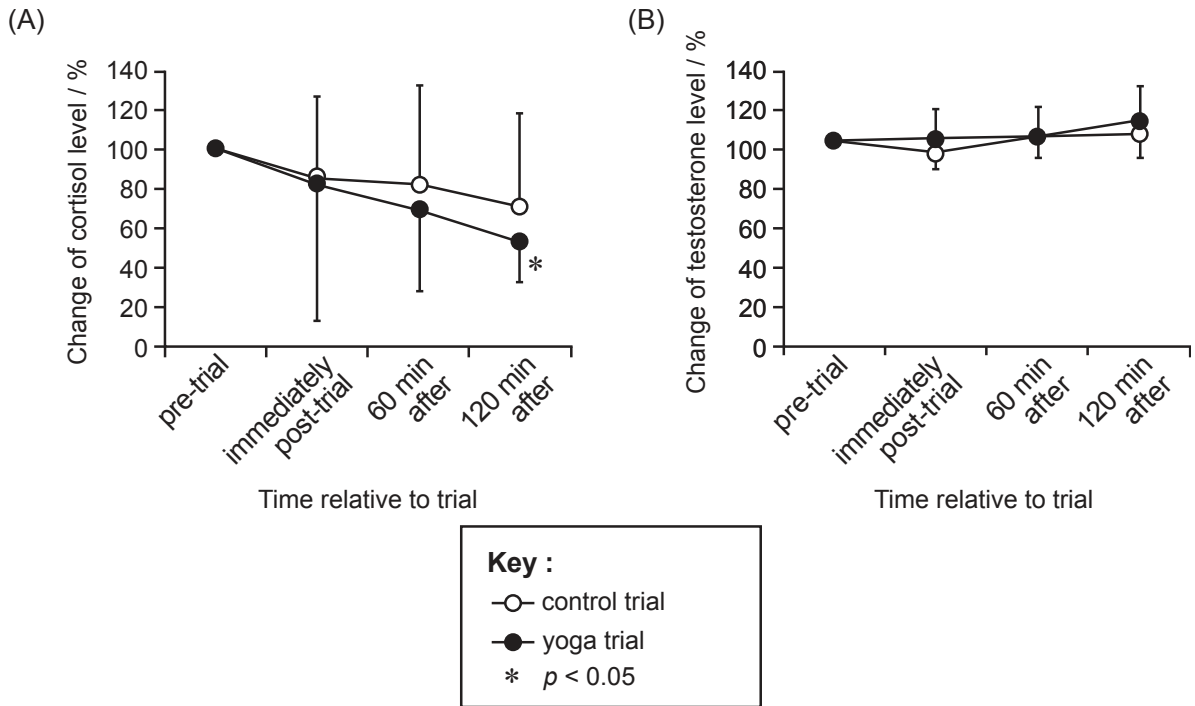 (A)
Change of cortisol level / %
140
120
100
80
60
40
20
0
pre-trial
immediately
post-trial
60 min
after
120 min
after
*
Time relative to trial
(B)
Change of testosterone level / %
140
120
100
80
60
40
20
0
pre-trial
immediately
post-trial
60 min
after
120 min
after
Time relative to trial
Key :
control trial
yoga trial
* p < 0.05